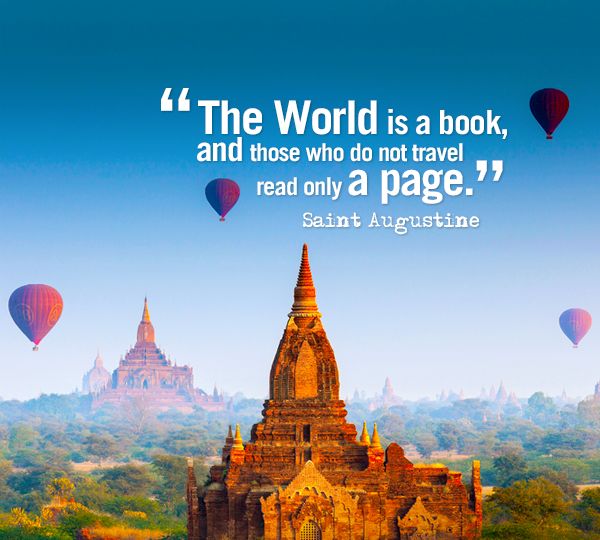 “The World is a book,
and those who do not travel
read only a page.”
Saint Augustine